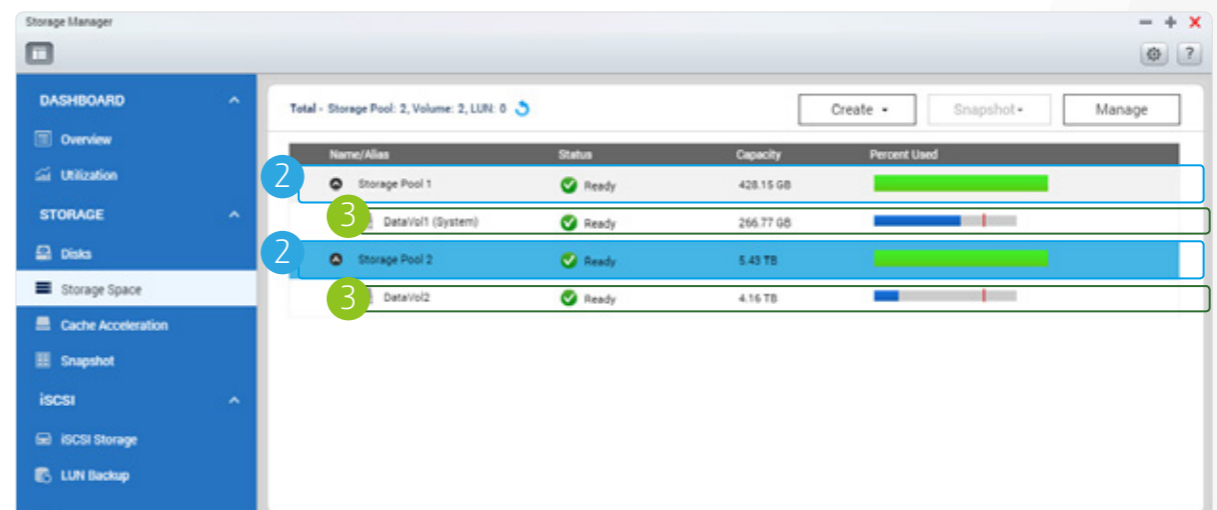 Storage Manager
?
DASHBOARD
Total - Storage Pool: 2, Volume: 2, LUN: 0
Create
Snapshot
Manage
Overview
Utilization
STORAGE
Disks
Storage Space
Cache Acceleration
Snapshot
iSCSI
iSCSI Storage
LUN Backup
Name/Alias Status Capacity Percent Used
2 Storage Pool 1 Ready 428.15 GB
3 DataVol1 (System) Ready 266.77 GB
2 Storage Pool 2 Ready 5.43 TB
3 DataVol2 Ready 4.16 TB